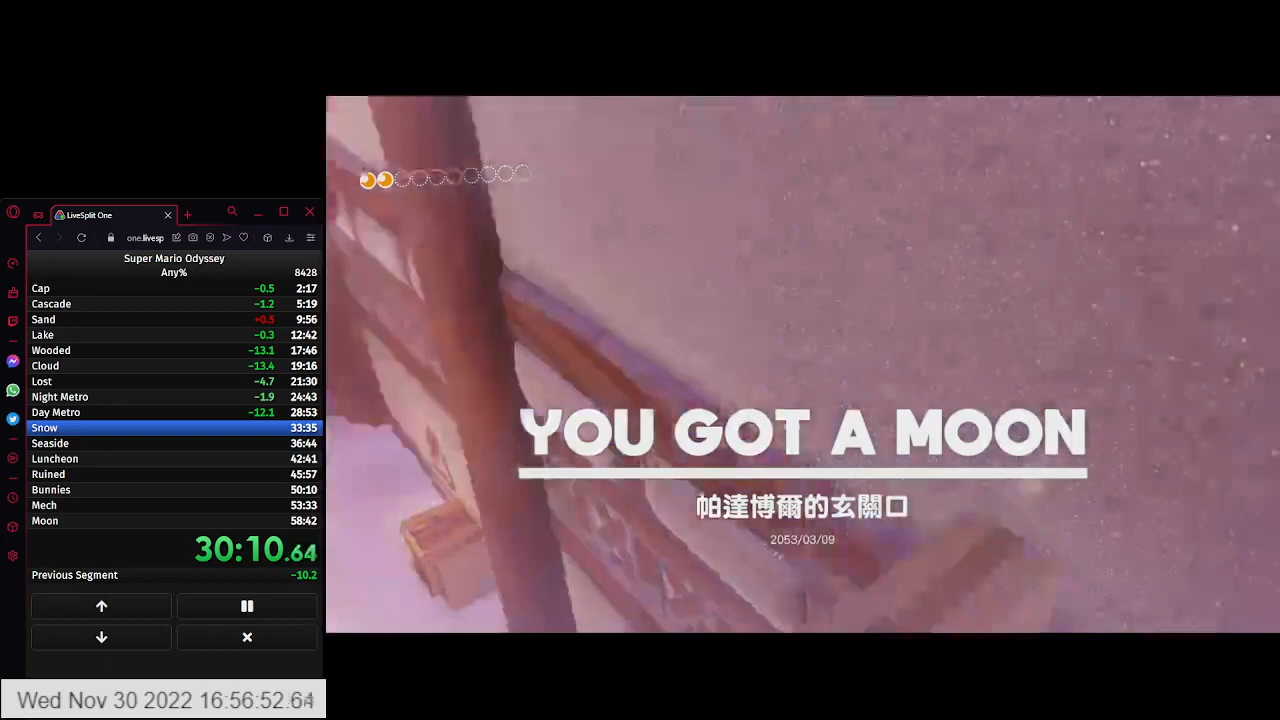 LiveSplit One
one.livesp
Super Mario Odyssey
Any% 8428
Cap −0.5 2:17
Cascade −1.2 5:19
Sand +0.5 9:56
Lake −0.3 12:42
Wooded −13.1 17:46
Cloud −13.4 19:16
Lost −4.7 21:30
Night Metro −1.9 24:43
Day Metro −12.1 28:53
Snow 33:35
Seaside 36:44
Luncheon 42:41
Ruined 45:57
Bunnies 50:10
Mech 53:33
Moon 58:42
30:10.64
Previous Segment −10.2
Wed Nov 30 2022 16:56:52.64
YOU GOT A MOON
帕達博爾的玄關口
2053/03/09